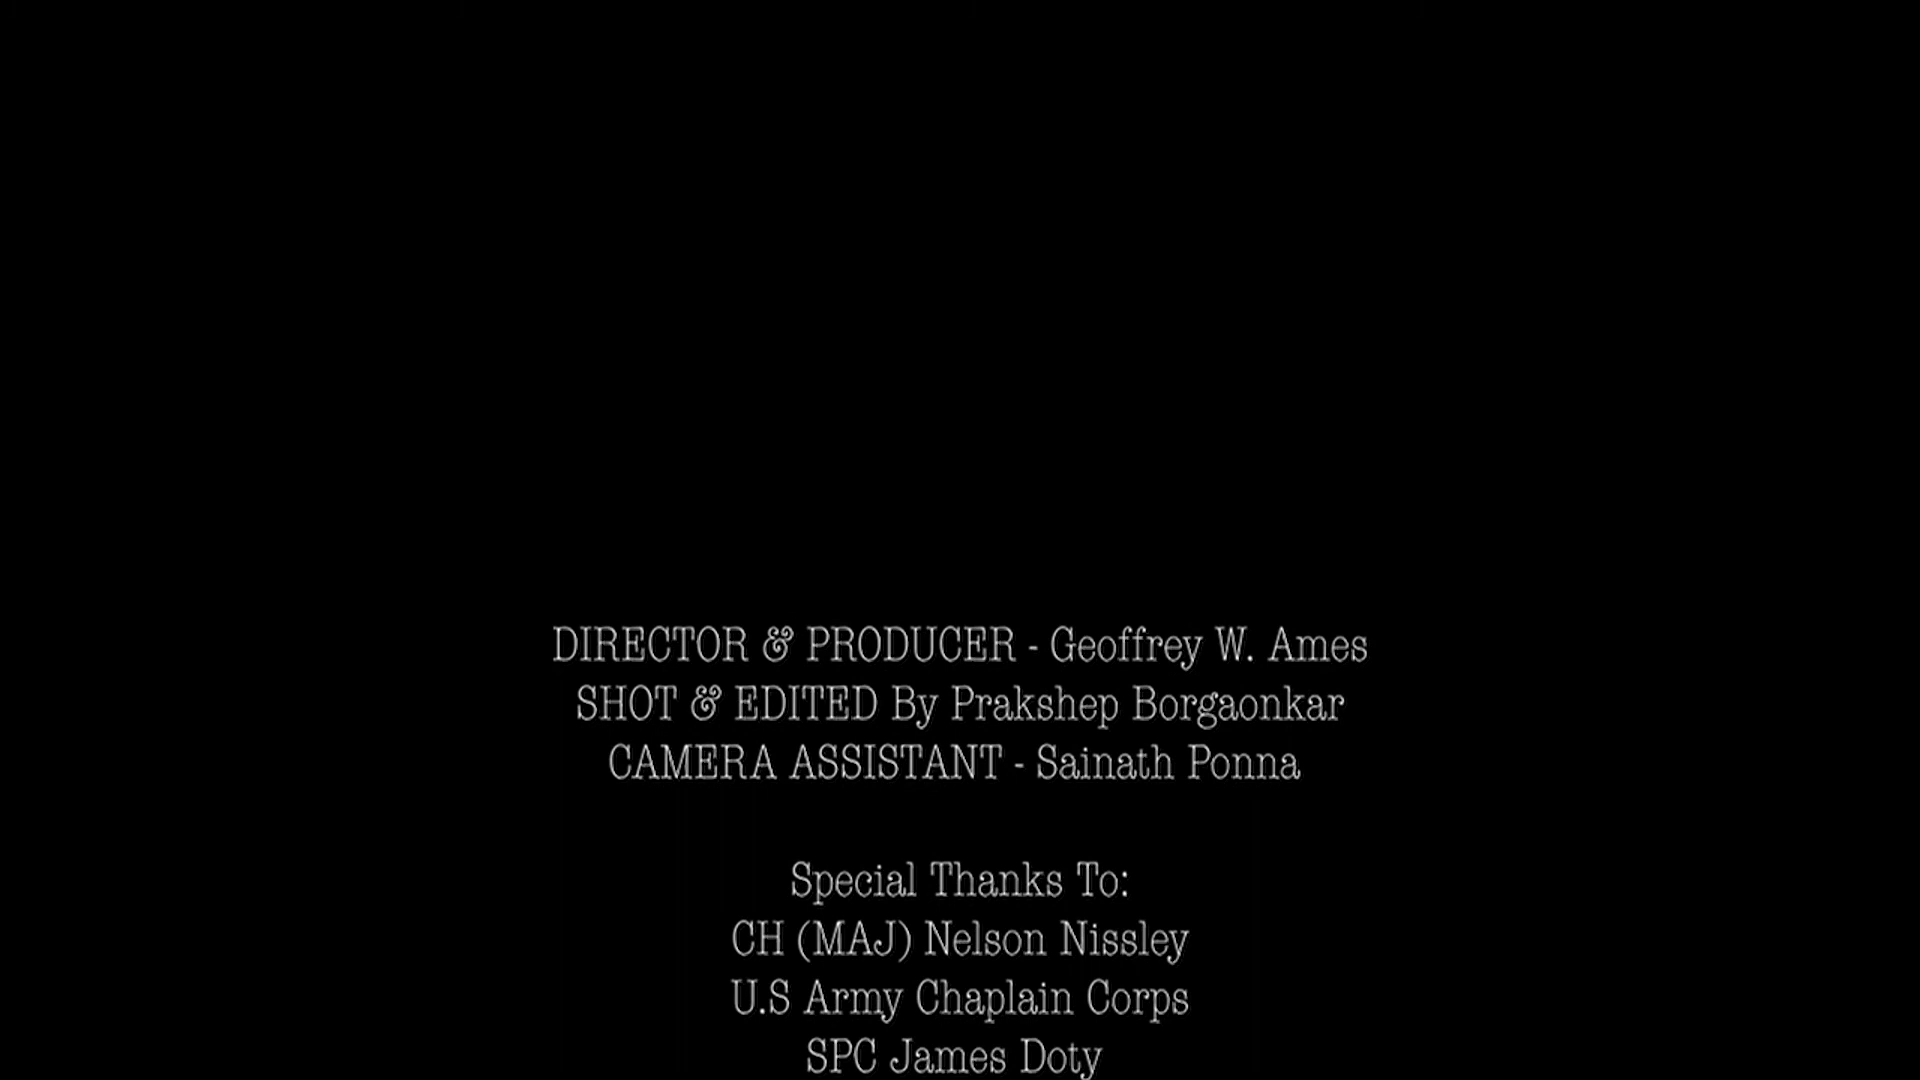 DIRECTOR & PRODUCER - Geoffrey W. Ames
SHOT & EDITED By Prakshep Borgaonkar
CAMERA ASSISTANT - Sainath Ponna
Special Thanks To:
CH (MAJ) Nelson Nissley
U.S Army Chaplain Corps
SPC James Doty